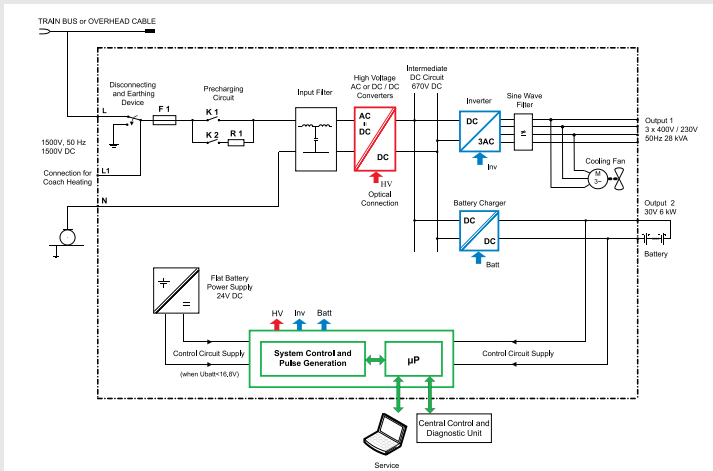 TRAIN BUS or OVERHEAD CABLE
Disconnecting
and Earthing
Device
L
F 1
Precharging
Circuit
K 1
K 2
R 1
Input Filter
High Voltage
AC or DC / DC
Converters
AC
DC
DC
HV
Optical
Connection
Intermediate
DC Circuit
670V DC
Inverter
DC
3AC
Inv
Sine Wave
Filter
≠
Output 1
3 x 400V / 230V
50Hz 28 kVA
Cooling Fan
M
3~
1500V, 50 Hz
1500V DC
L1
Connection for
Coach Heating
N
Battery Charger
DC
DC
Batt
Output 2
30V 6 kW
Battery
Flat Battery
Power Supply
24V DC
HV
Inv
Batt
Control Circuit Supply
(when Ubatt<16,8V)
System Control and
Pulse Generation
µP
Control Circuit Supply
Central Control and
Diagnostic Unit
Service